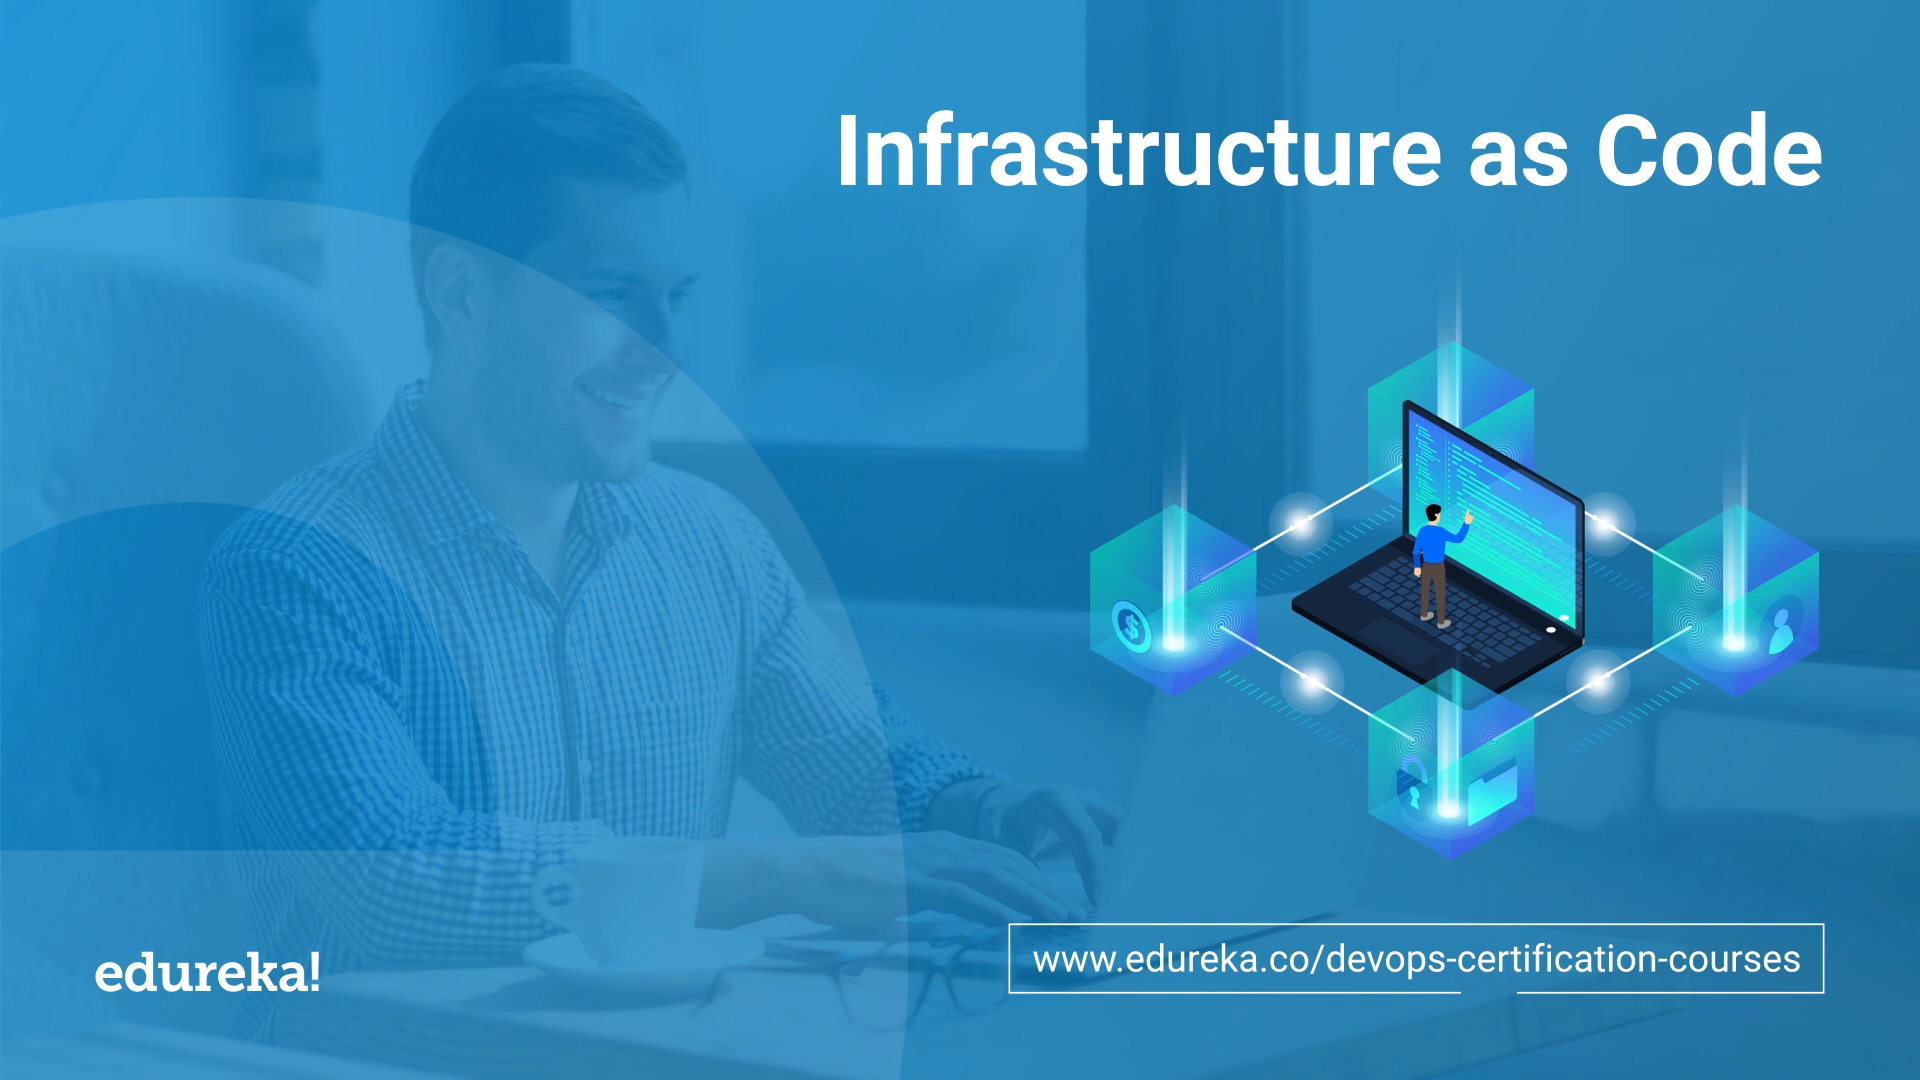 Infrastructure as Code
$
edureka!
www.edureka.co/devops-certification-courses